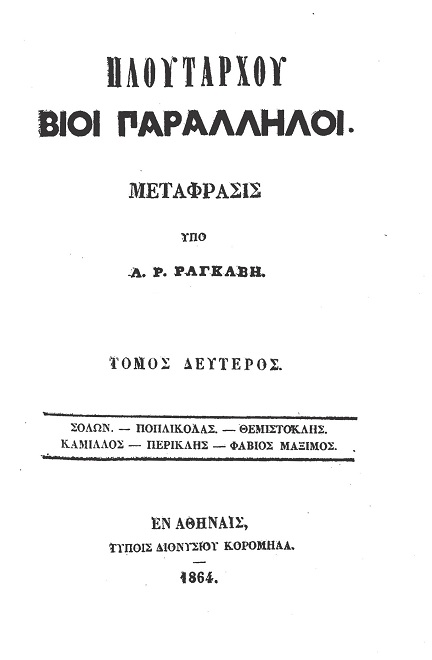 ΠΛΟΥΤΑΡΧΟΥ
ΒΙΟΙ ΠΑΡΑΛΛΗΛΟΙ.
ΜΕΤΑΦΡΑΣΙΣ
ΥΠΟ
Α. Ρ. ΡΑΓΚΑΒΗ.
ΤΟΜΟΣ ΔΕΥΤΕΡΟΣ.
ΣΟΛΩΝ. — ΠΟΠΛΙΚΟΛΑΣ. — ΘΕΜΙΣΤΟΚΛΗΣ.
ΚΑΜΙΛΛΟΣ — ΠΕΡΙΚΛΗΣ — ΦΑΒΙΟΣ ΜΑΞΙΜΟΣ.
ΕΝ ΑΘΗΝΑΙΣ,
ΤΥΠΟΙΣ ΔΙΟΝΥΣΙΟΥ ΚΟΡΟΜΗΛΑ.
—
1864.